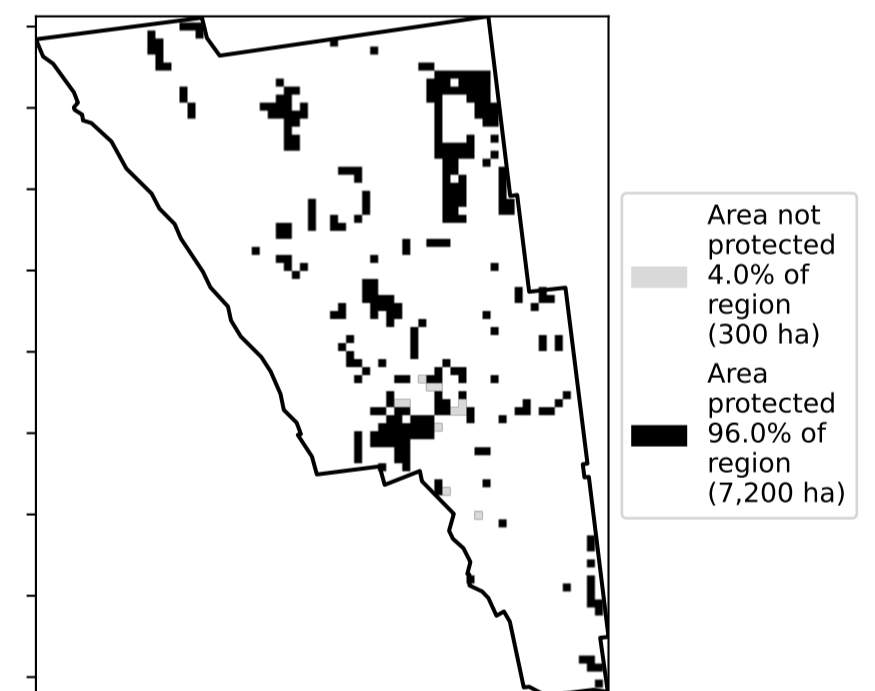 Area not
protected
4.0% of
region
(300 ha)
Area
protected
96.0% of
region
(7,200 ha)